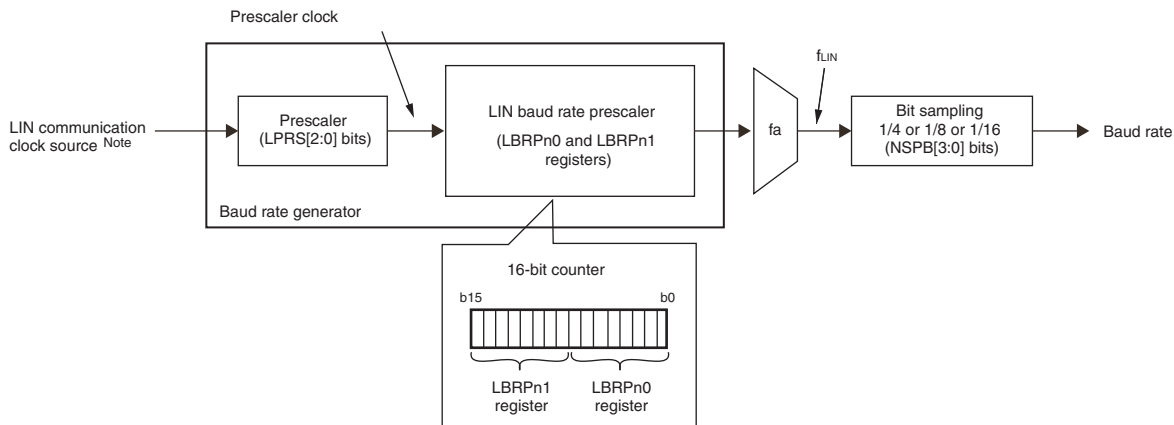 Prescaler clock
fLIN
LIN communication
clock source Note
Prescaler
(LPRS[2:0] bits)
LIN baud rate prescaler
(LBRPn0 and LBRPn1
registers)
fa
Bit sampling
1/4 or 1/8 or 1/16
(NSPB[3:0] bits)
Baud rate
Baud rate generator
16-bit counter
b15 b0
LBRPn1
register
LBRPn0
register